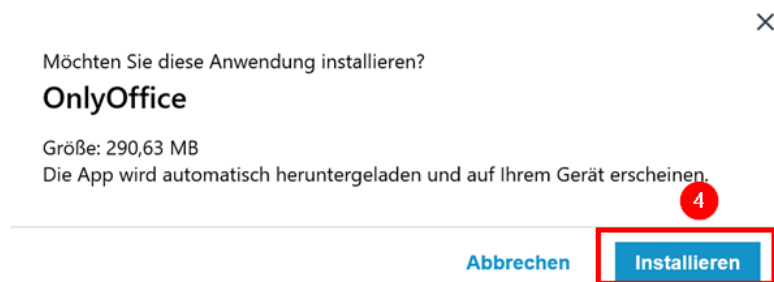 Möchten Sie diese Anwendung installieren?
OnlyOffice
Größe: 290,63 MB
Die App wird automatisch heruntergeladen und auf Ihrem Gerät erscheinen.
4
Abbrechen
Installieren